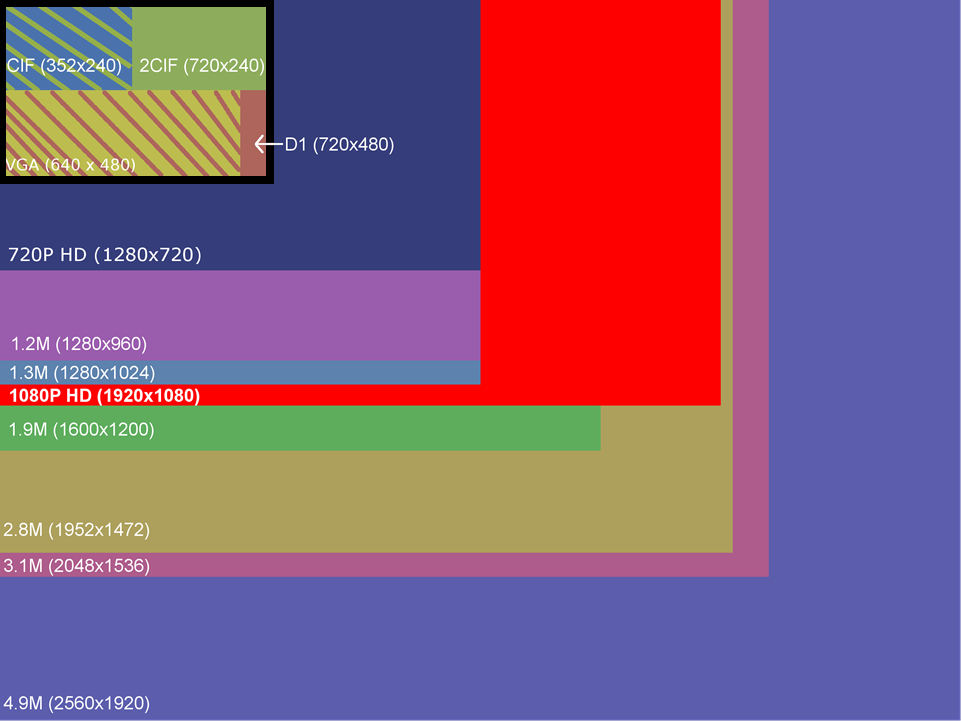 CIF (352x240)
2CIF (720x240)
D1 (720x480)
VGA (640 x 480)
720P HD (1280x720)
1.2M (1280x960)
1.3M (1280x1024)
1080P HD (1920x1080)
1.9M (1600x1200)
2.8M (1952x1472)
3.1M (2048x1536)
4.9M (2560x1920)